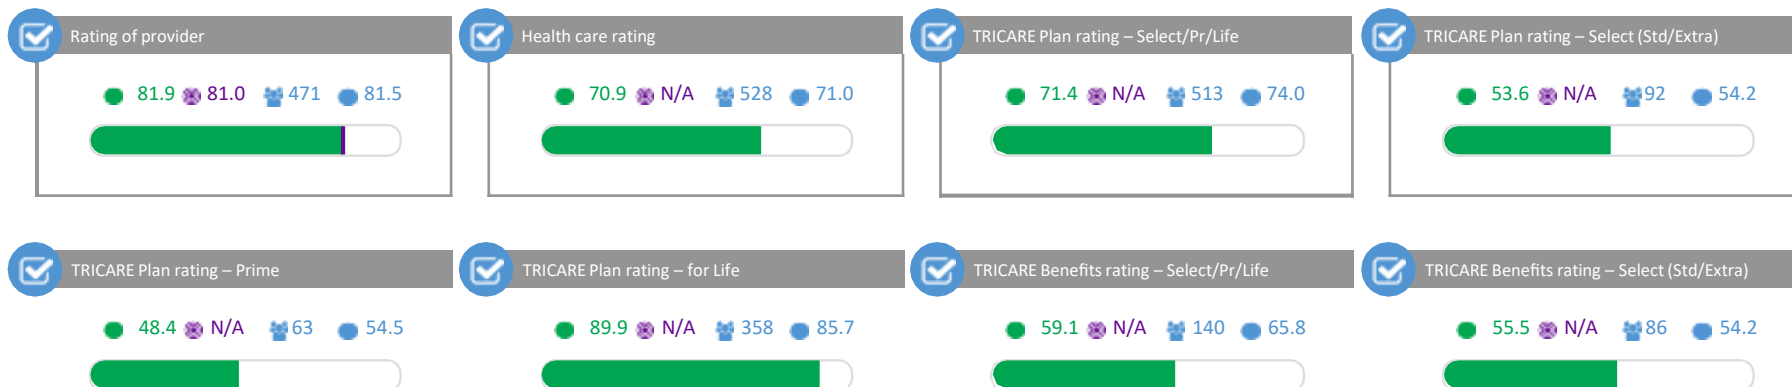 Rating of provider
Health care rating
TRICARE Plan rating – Select/Pr/Life
TRICARE Plan rating – Select (Std/Extra)
81.9 81.0 471 81.5
70.9 N/A 528 71.0
71.4 N/A 513 74.0
53.6 N/A 92 54.2
TRICARE Plan rating – Prime
TRICARE Plan rating – for Life
TRICARE Benefits rating – Select/Pr/Life
TRICARE Benefits rating – Select (Std/Extra)
48.4 N/A 63 54.5
89.9 N/A 358 85.7
59.1 N/A 140 65.8
55.5 N/A 86 54.2